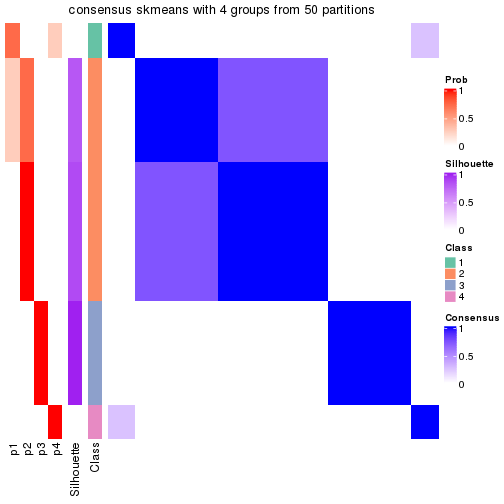 consensus skmeans with 4 groups from 50 partitions
Prob
1
0.5
0
Silhouette
1
0.5
0
Class
1
2
3
4
Consensus
1
0.5
0
p1
p2
p3
p4
Silhouette
Class